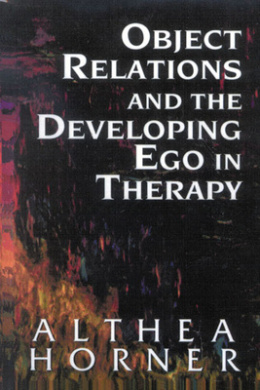 OBJECT
RELATIONS
AND THE
DEVELOPING
EGO IN
THERAPY
ALTHEA
HORNER